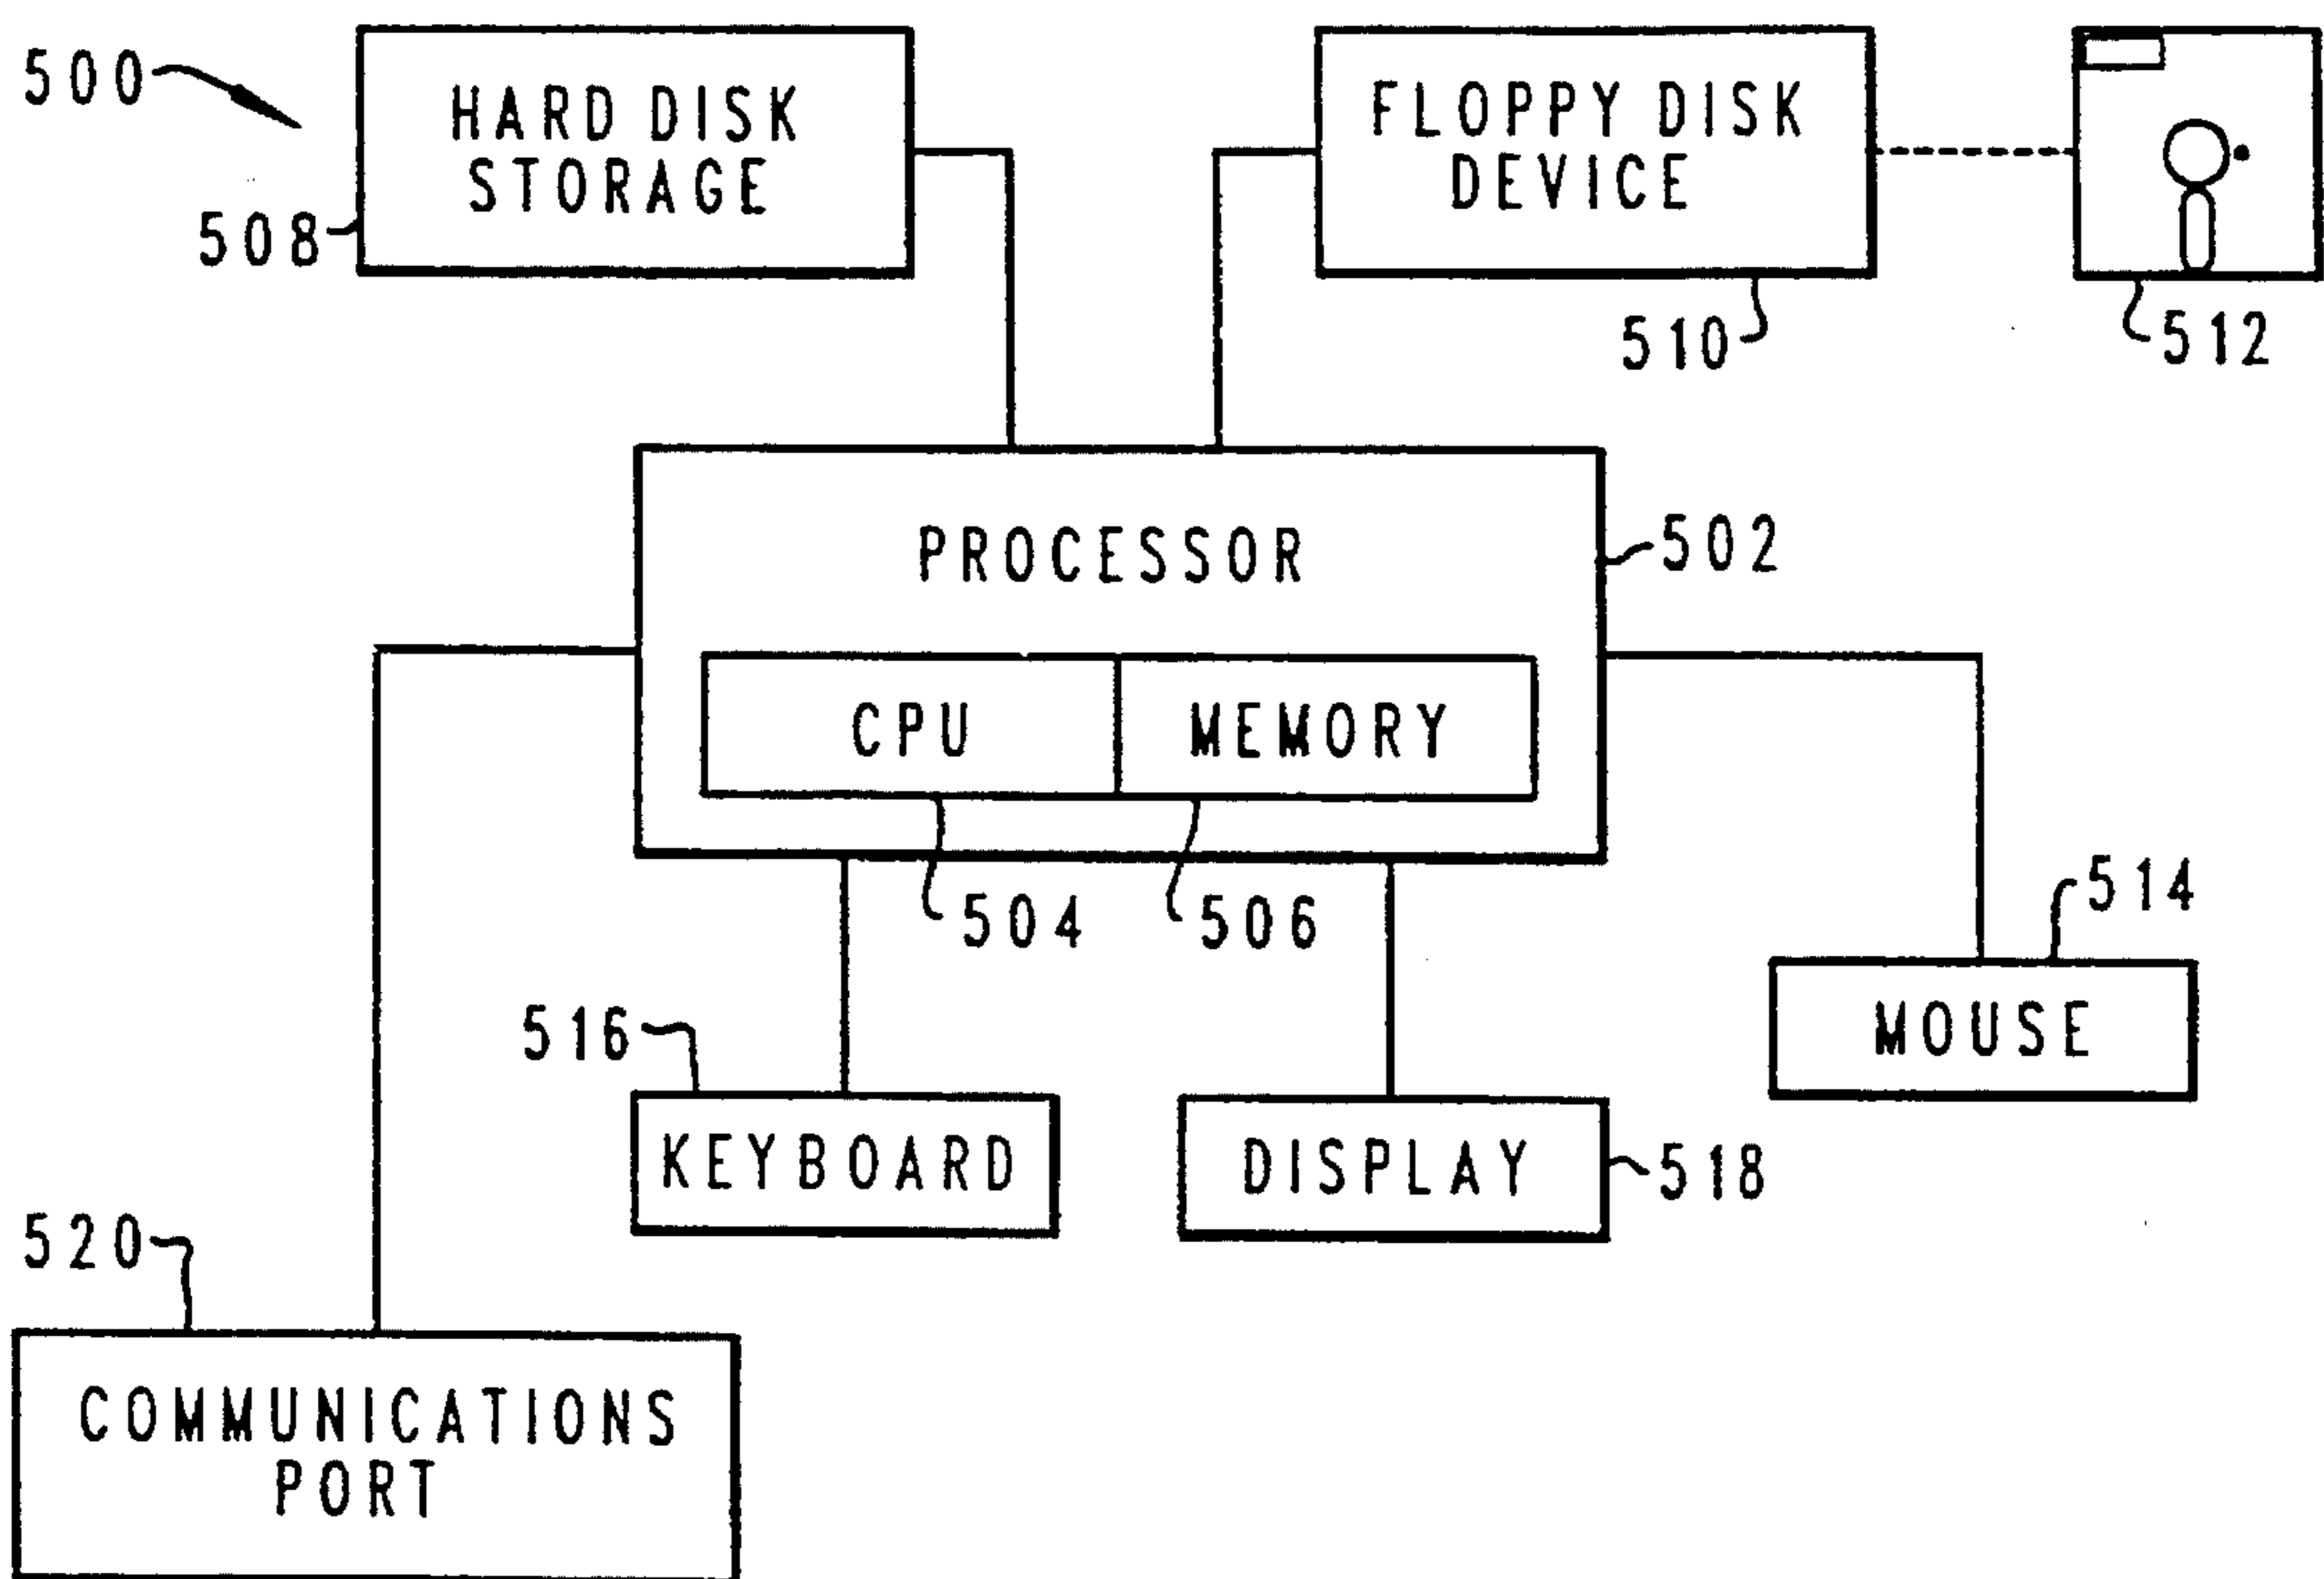 500
HARD DISK
STORAGE
508
FLOPPY DISK
DEVICE
510
512
PROCESSOR
502
CPU
MEMORY
504
506
514
MOUSE
516
KEYBOARD
DISPLAY
518
520
COMMUNICATIONS
PORT